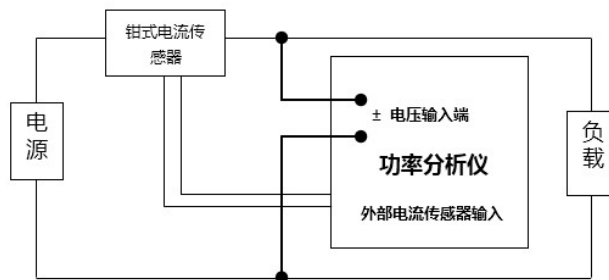 钳式电流传
感器
± 电压输入端
电
源
负
载
功率分析仪
外部电流传感器输入